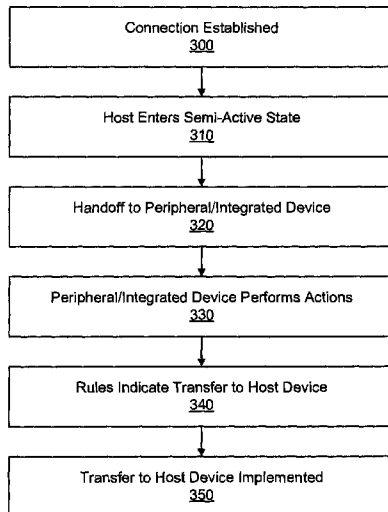 Connection Established
300
Host Enters Semi-Active State
310
Handoff to Peripheral/Integrated Device
320
Peripheral/Integrated Device Performs Actions
330
Rules Indicate Transfer to Host Device
340
Transfer to Host Device Implemented
350